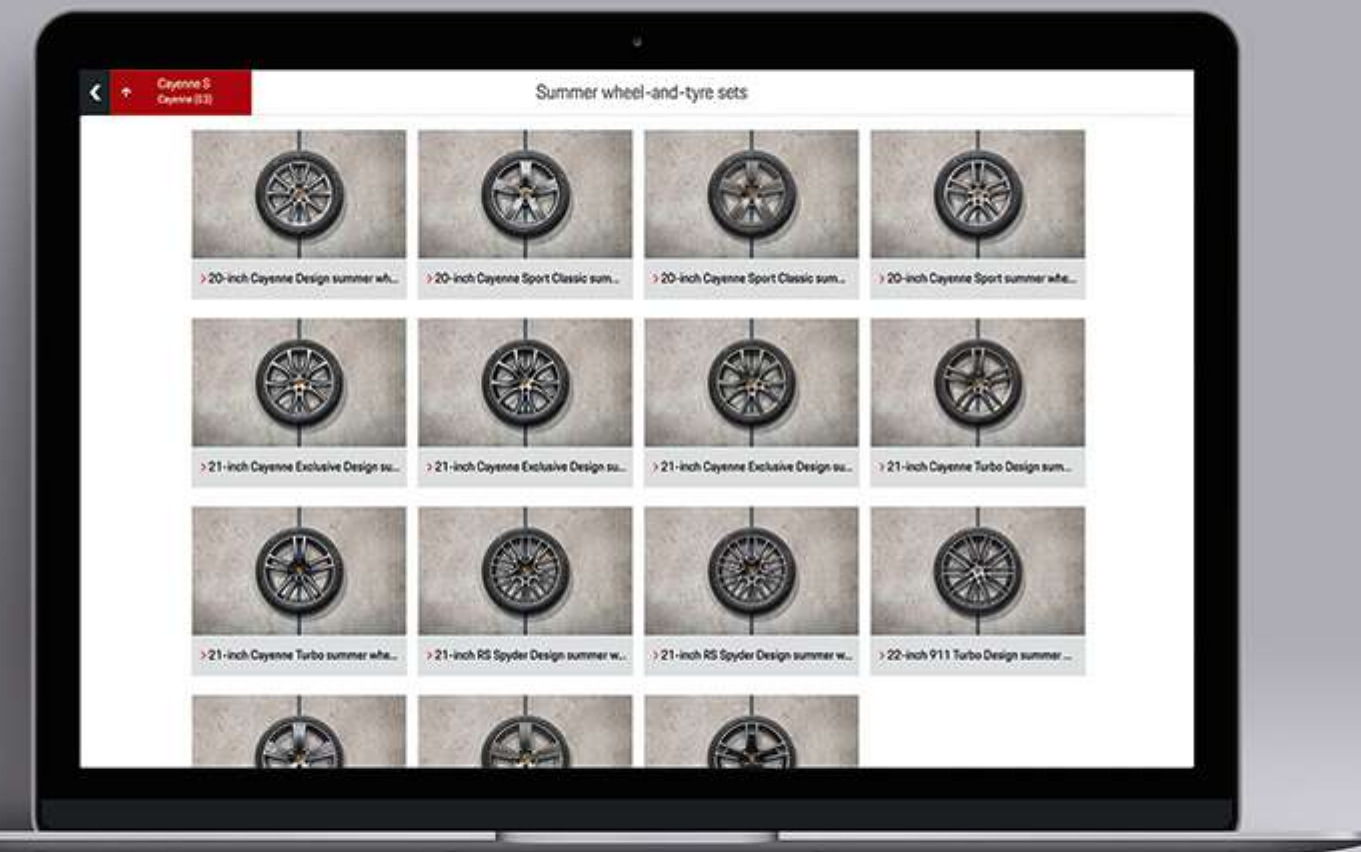 Cayenne S
Cayenne (E3)
Summer wheel-and-tyre sets
20-inch Cayenne Design summer wh...
20-inch Cayenne Sport Classic sum...
20-inch Cayenne Sport Classic sum...
20-inch Cayenne Sport summer whe...
21-inch Cayenne Exclusive Design su...
21-inch Cayenne Exclusive Design su...
21-inch Cayenne Exclusive Design su...
21-inch Cayenne Turbo Design sum...
21-inch Cayenne Turbo summer whe...
21-inch RS Spyder Design summer w...
21-inch RS Spyder Design summer w...
22-inch 911 Turbo Design summer ...